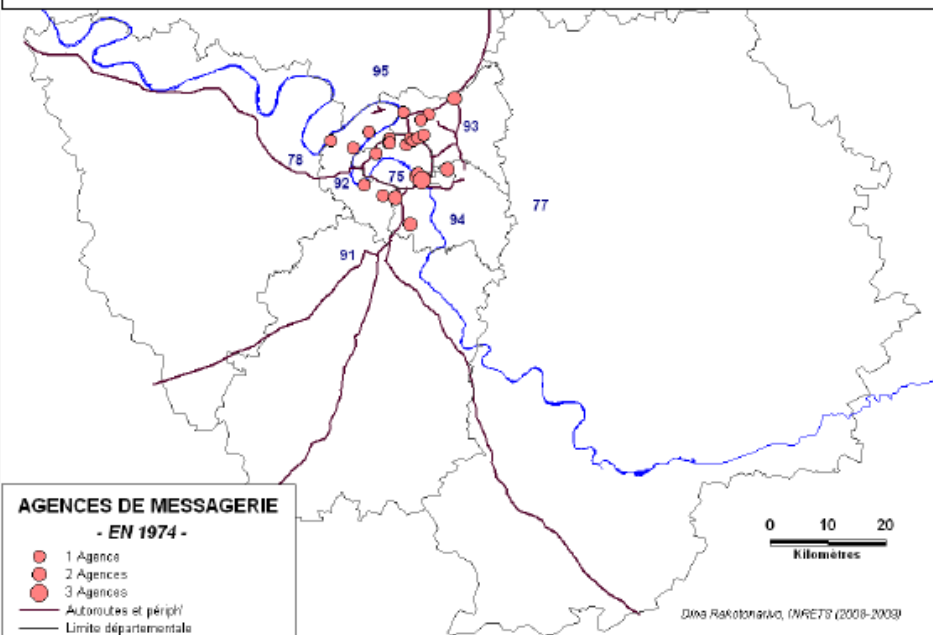 95
93
78
92
75
77
94
91
AGENCES DE MESSAGERIE
- EN 1974 -
1 Agence
2 Agences
3 Agences
Autoroutes et périph'
Limite départementale
0 10 20
Kilomètres
Dina Rakotonarivo, INRETS (2008-2009)